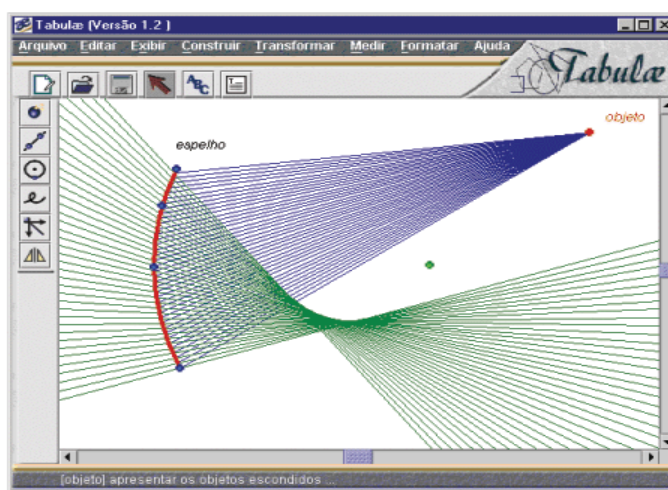 Tabulæ (Versão 1.2 )
Arquivo Editar Exibir Construir Transformar Medir Formatar Ajuda
Tabulæ
ABC
objeto
espelho
[objeto] apresentar os objetos escondidos ...